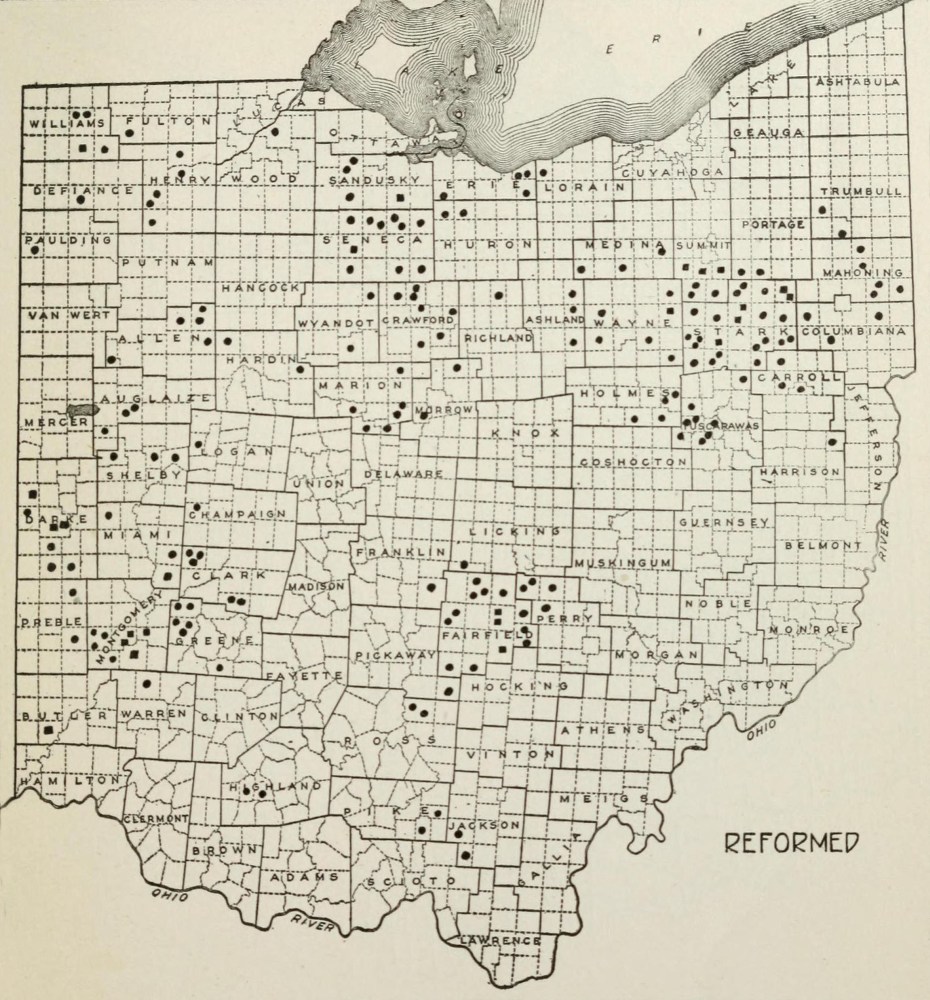 LAKE ERIE
LAKE
ASHTABULA
LUCAS
WILLIAMS
FULTON
OTTAWA
GEAUGA
CUYAHOGA
HENRY
WOOD
SANDUSKY
ERIE
LORAIN
DEFIANCE
TRUMBULL
PORTAGE
PAULDING
SENECA
HURON
MEDINA
SUMMIT
PUTNAM
MAHONING
HANCOCK
VAN WERT
WYANDOT
CRAWFORD
ASHLAND
WAYNE
STARK
COLUMBIANA
ALLEN
RICHLAND
HARDIN
MARION
CARROLL
HOLMES
AUGLAIZE
MERCER
MORROW
JEFFERSON
KNOX
TUSCARAWAS
LOGAN
COSHOCTON
SHELBY
UNION
DELAWARE
HARRISON
DARKE
CHAMPAIGN
MIAMI
LICKING
GUERNSEY
BELMONT
RIVER
FRANKLIN
MUSKINGUM
CLARK
MADISON
NOBLE
PREBLE
MONTGOMERY
PERRY
MONROE
GREENE
FAIRFIELD
PICKAWAY
MORGAN
FAYETTE
HOCKING
WASHINGTON
BUTLER
WARREN
CLINTON
ATHENS
OHIO
ROSS
VINTON
HAMILTON
HIGHLAND
MEIGS
PIKE
CLERMONT
JACKSON
REFORMED
BROWN
GALLIA
ADAMS
SCIOTO
OHIO
RIVER
LAWRENCE